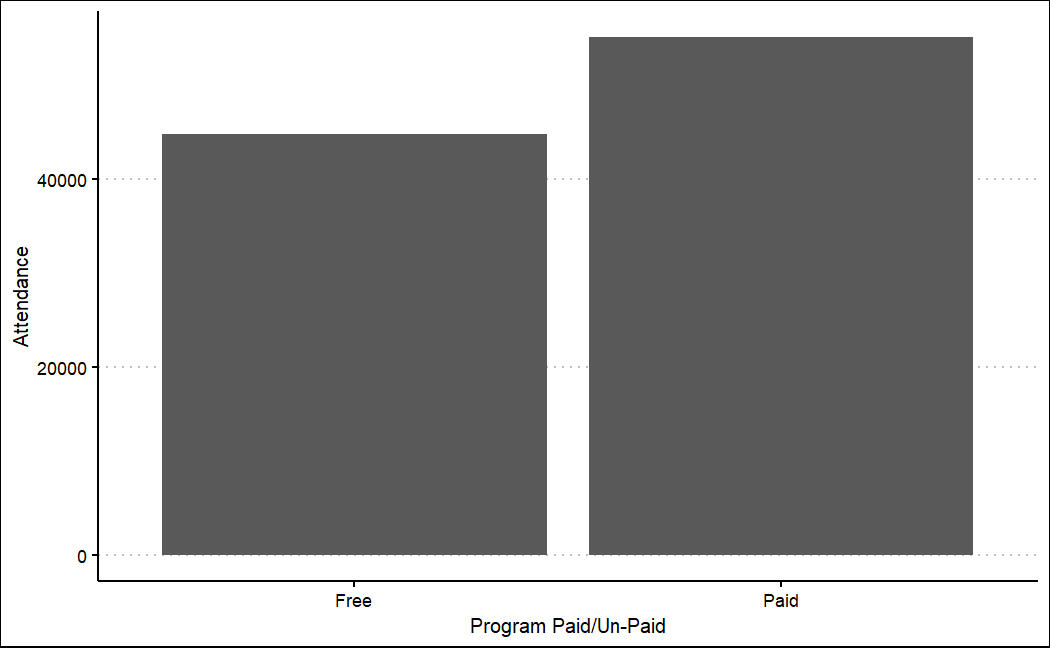 Attendance
40000
20000
0
Free
Paid
Program Paid/Un-Paid